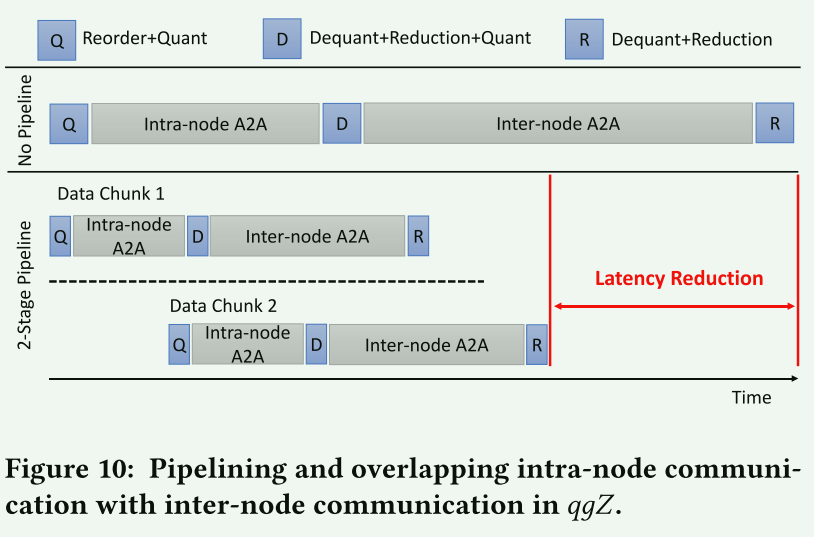 Q Reorder+Quant D Dequant+Reduction+Quant R Dequant+Reduction
No Pipeline
Q Intra-node A2A D Inter-node A2A R
2-Stage Pipeline
Data Chunk 1
Q Intra-node A2A D Inter-node A2A R
Latency Reduction
Data Chunk 2
Q Intra-node A2A D Inter-node A2A R
Time
Figure 10: Pipelining and overlapping intra-node communi-
cation with inter-node communication in qgZ.